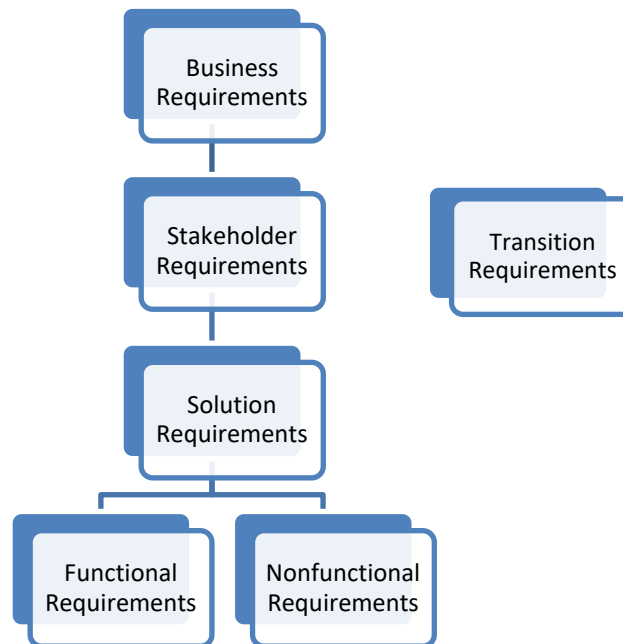 Business
Requirements
Stakeholder
Requirements
Transition
Requirements
Solution
Requirements
Functional
Requirements
Nonfunctional
Requirements